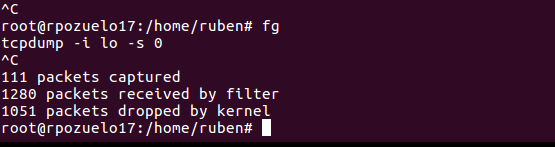 ^C
root@rpozuelo17:/home/ruben# fg
tcpdump -i lo -s 0
^C
111 packets captured
1280 packets received by filter
1051 packets dropped by kernel
root@rpozuelo17:/home/ruben#